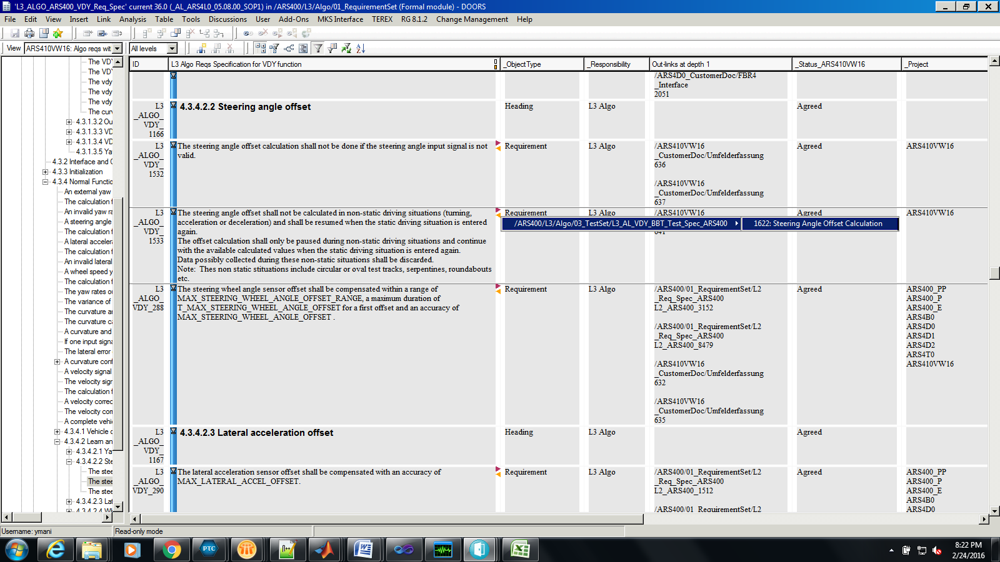 'L3_ALGO_ARS400_VDY_Req_Spec' current 36.0 (_AL_ARS4L0_05.08.00_SOP1) in /ARS400/L3/Algo/01_RequirementSet (Formal module) - DOORS
File Edit View Insert Link Analysis Table Tools Discussions User Add-Ons MKS Interface TEREX RG 8.1.2 Change Management Help
View ARS410VW16: Algo reqs wit All levels
The VD
The VD
The vdy
The vdy
The vdy
The cur
4.3.1.3.2 Ou
4.3.1.3.3 VD
4.3.1.3.4 VD
4.3.1.3.5 Ya
4.3.2 Interface and C
4.3.3 Initialization
4.3.4 Normal Functio
An external yaw
The calculation f
An invalid yaw ra
A steering angle
The calculation f
A lateral accelera
The calculation f
An invalid lateral
A wheel speed y
The calculation f
The yaw rates o
The variance of
The curvature an
The curvature ca
A curvature and
If one input signa
The lateral error
A curvature conf
A velocity signal
The velocity sign
The calculation f
A velocity correc
The velocity corr
A complete vehi
4.3.4.1 Vehicle d
4.3.4.2 Learn an
4.3.4.2.1 Ya
4.3.4.2.2 Ste
The stee
The stee
The stee
4.3.4.2.3 Lat
4.3.4.2.4 Wh
ID L3 Algo Reqs Specification for VDY function _ObjectType _Responsibility Out-links at depth 1 _Status_ARS410VW16 _Project
/ARS4D0_CustomerDoc/FBR4
_Interface
2051
L3 4.3.4.2.2 Steering angle offset Heading L3 Algo Agreed
_ALGO_
VDY_
1166
L3 The steering angle offset calculation shall not be done if the steering angle input signal is not Requirement L3 Algo /ARS410VW16 Agreed ARS410VW16
_ALGO_ valid. _CustomerDoc/Umfelderfassung
VDY_ 636
1532
/ARS410VW16
_CustomerDoc/Umfelderfassung
637
L3 The steering angle offset shall not be calculated in non-static driving situations (turning, Requirement L3 Algo /ARS410VW16 Agreed ARS410VW16
_ALGO_ acceleration or deceleration) and shall be resumed when the static driving situation is entered /ARS400/L3/Algo/03_TestSet/L3_AL_VDY_BBT_Test_Spec_ARS400 1622: Steering Angle Offset Calculation
VDY_ again. 641
1533 The offset calculation shall only be paused during non-static driving situations and continue
with the available calculated values when the static driving situation is entered again.
Data possibly collected during these non-static situations shall be discarded.
Note: Thes non static stituations include circular or oval test tracks, serpentines, roundabouts
etc.
L3 The steering wheel angle sensor offset shall be compensated within a range of Requirement L3 Algo /ARS400/01_RequirementSet/L2 Agreed ARS400_PP
_ALGO_ MAX_STEERING_WHEEL_ANGLE_OFFSET_RANGE, a maximum duration of _Req_Spec_ARS400 ARS400_P
VDY_288 T_MAX_STEERING_WHEEL_ANGLE_OFFSET for a first offset and an accuracy of L2_ARS400_3152 ARS400_E
MAX_STEERING_WHEEL_ANGLE_OFFSET . ARS4B0
/ARS400/01_RequirementSet/L2 ARS4D0
_Req_Spec_ARS400 ARS4D1
L2_ARS400_8479 ARS4D2
ARS4T0
/ARS410VW16 ARS410VW16
_CustomerDoc/Umfelderfassung
632
/ARS410VW16
_CustomerDoc/Umfelderfassung
635
L3 4.3.4.2.3 Lateral acceleration offset Heading L3 Algo Agreed
_ALGO_
VDY_
1167
L3 The lateral acceleration sensor offset shall be compensated with an accuracy of Requirement L3 Algo /ARS400/01_RequirementSet/L2 Agreed ARS400_PP
_ALGO_ MAX_LATERAL_ACCEL_OFFSET. _Req_Spec_ARS400 ARS400_P
VDY_290 L2_ARS400_1512 ARS400_E
ARS4B0
/ARS400/01_RequirementSet/L2 ARS4D0
Username: ymani Read-only mode
PTC
8:22 PM
2/24/2016